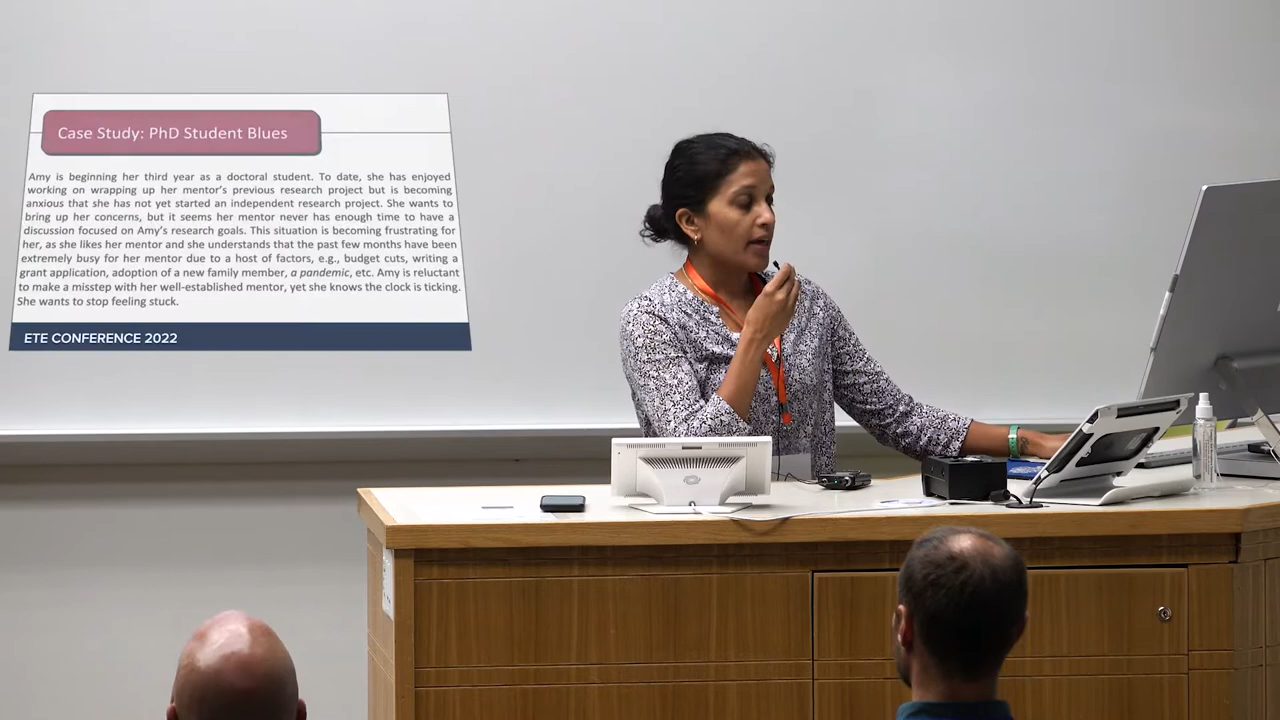 Case Study: PhD Student Blues
Amy is beginning her third year as a doctoral student. To date, she has enjoyed
working on wrapping up her mentor's previous research project but is becoming
anxious that she has not yet started an independent research project. She wants to
bring up her concerns, but it seems her mentor never has enough time to have a
discussion focused on Amy's research goals. This situation is becoming frustrating for
her, as she likes her mentor and she understands that the past few months have been
extremely busy for her mentor due to a host of factors, e.g., budget cuts, writing a
grant application, adoption of a new family member, a pandemic, etc. Amy is reluctant
to make a misstep with her well-established mentor, yet she knows the clock is ticking.
She wants to stop feeling stuck.
ETE CONFERENCE 2022